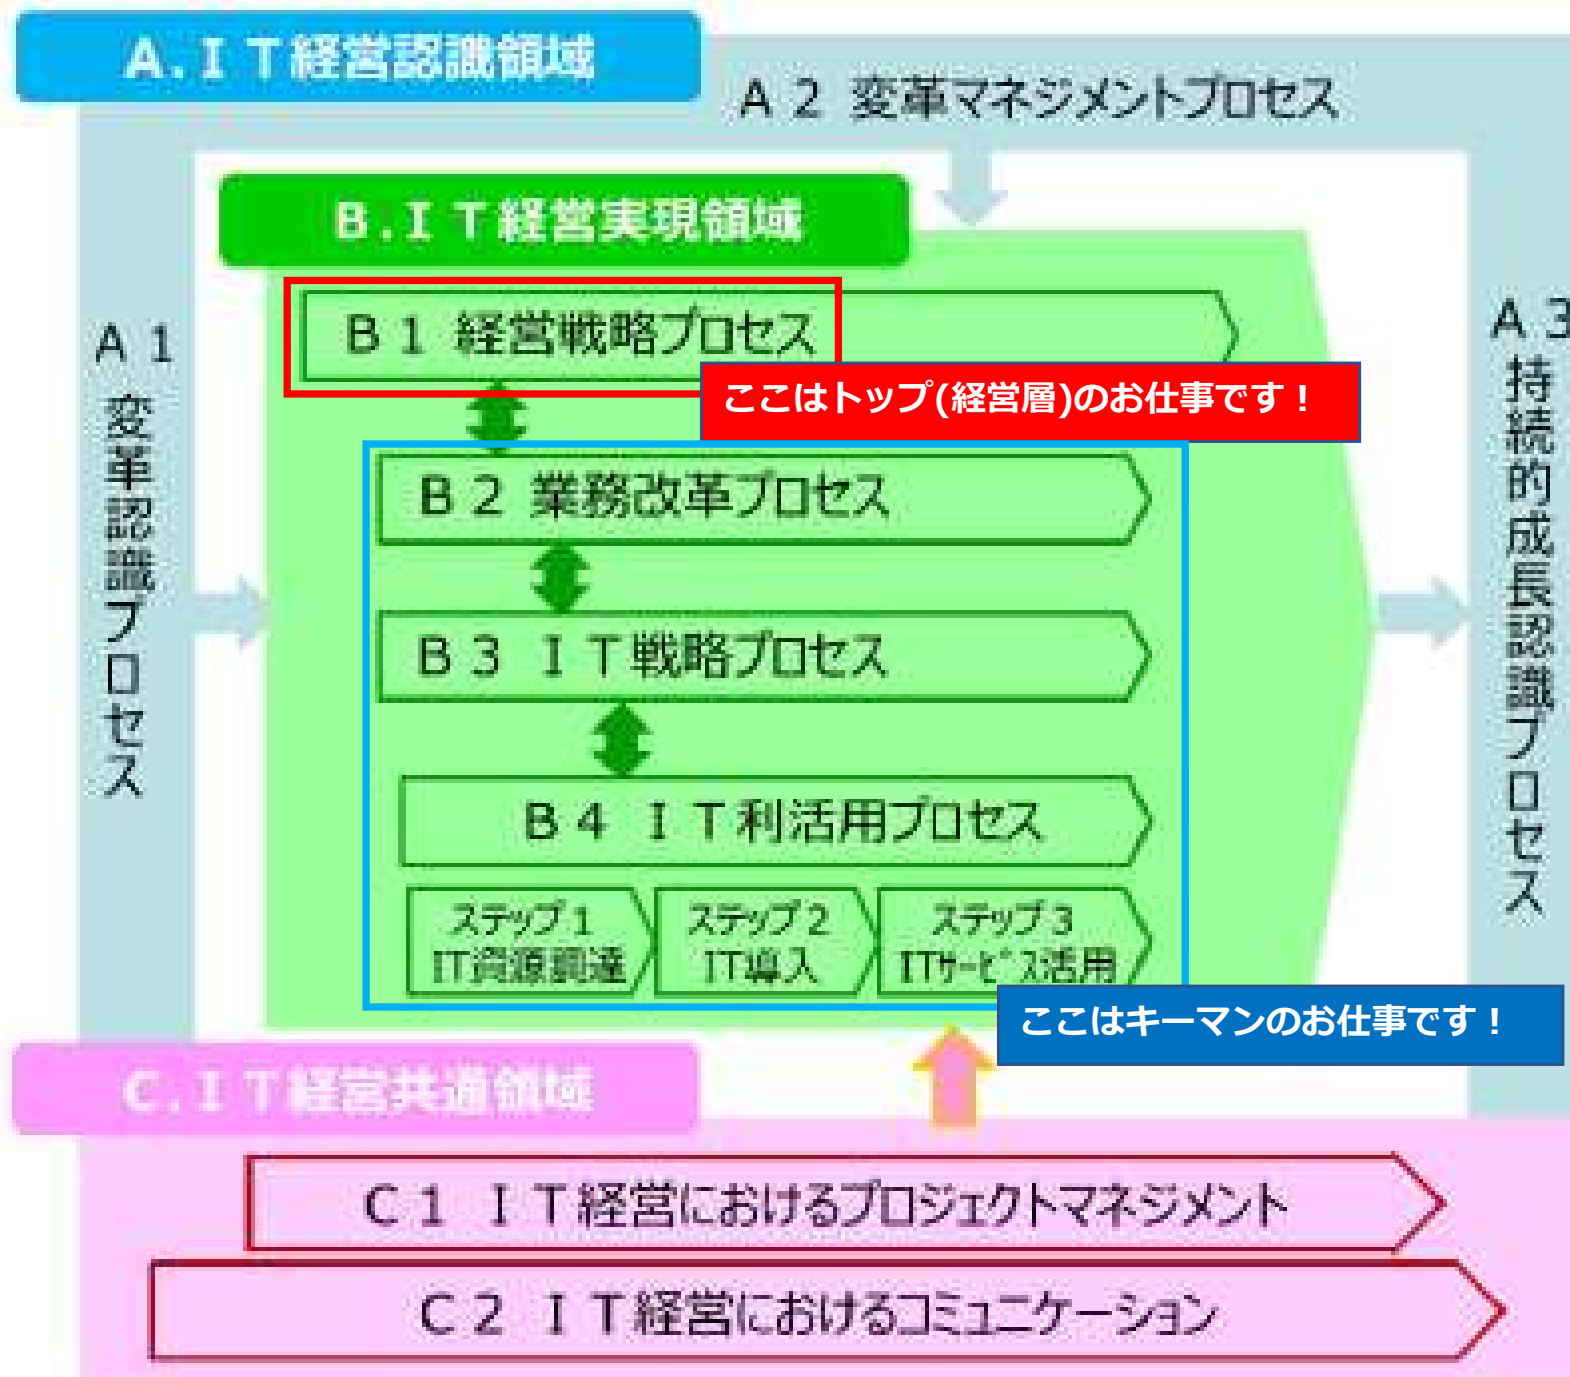 A.ＩＴ経営認識領域
Ａ２ 変革マネジメントプロセス
B.ＩＴ経営実現領域
Ａ１ 変革認識プロセス
Ｂ１ 経営戦略プロセス
ここはトップ(経営層)のお仕事です！
Ｂ２ 業務改革プロセス
Ｂ３ ＩＴ戦略プロセス
Ｂ４ ＩＴ利活用プロセス
ステップ１
IT資源調達
ステップ２
IT導入
ステップ３
ITｻｰﾋﾞｽ活用
ここはキーマンのお仕事です！
Ａ３ 持続的成長認識プロセス
C.ＩＴ経営共通領域
Ｃ１ ＩＴ経営におけるプロジェクトマネジメント
Ｃ２ ＩＴ経営におけるコミュニケーション